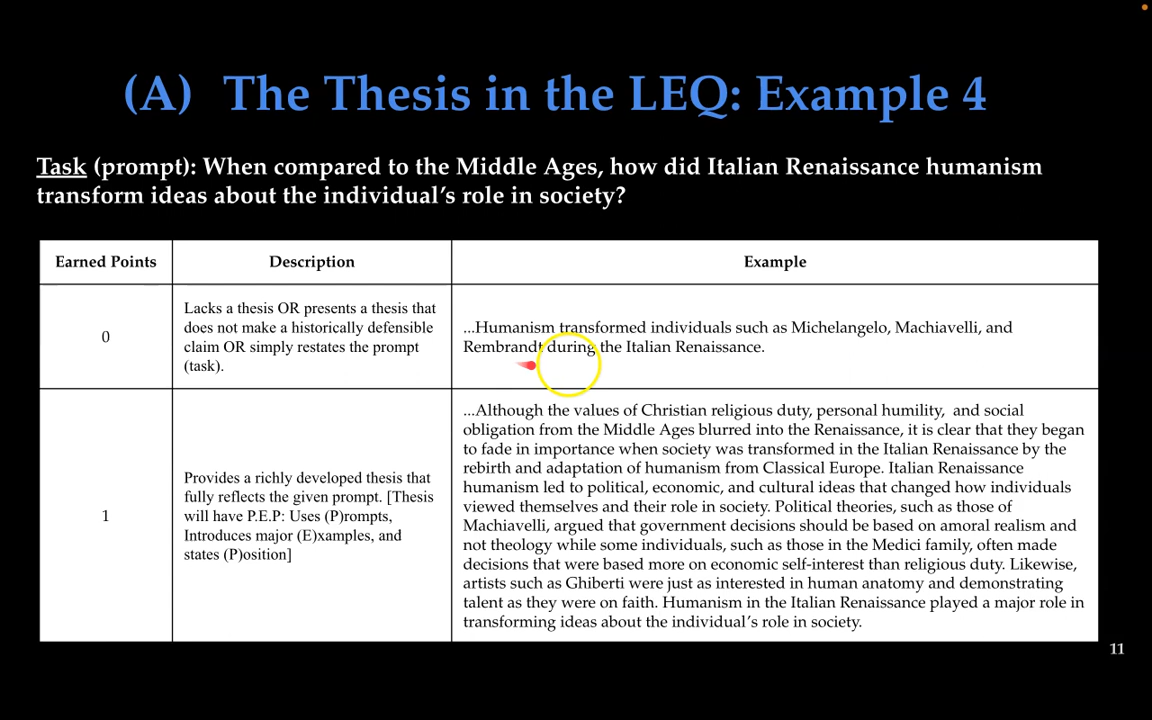 (A) The Thesis in the LEQ: Example 4
Task (prompt): When compared to the Middle Ages, how did Italian Renaissance humanism
transform ideas about the individual's role in society?
Earned Points
Description
Example
0
Lacks a thesis OR presents a thesis that
does not make a historically defensible
claim OR simply restates the prompt
(task).
...Humanism transformed individuals such as Michelangelo, Machiavelli, and
Rembrandt during the Italian Renaissance.
1
Provides a richly developed thesis that
fully reflects the given prompt. [Thesis
will have P.E.P: Uses (P)rompts,
Introduces major (E)xamples, and
states (P)osition]
...Although the values of Christian religious duty, personal humility, and social
obligation from the Middle Ages blurred into the Renaissance, it is clear that they began
to fade in importance when society was transformed in the Italian Renaissance by the
rebirth and adaptation of humanism from Classical Europe. Italian Renaissance
humanism led to political, economic, and cultural ideas that changed how individuals
viewed themselves and their role in society. Political theories, such as those of
Machiavelli, argued that government decisions should be based on amoral realism and
not theology while some individuals, such as those in the Medici family, often made
decisions that were based more on economic self-interest than religious duty. Likewise,
artists such as Ghiberti were just as interested in human anatomy and demonstrating
talent as they were on faith. Humanism in the Italian Renaissance played a major role in
transforming ideas about the individual's role in society.
11